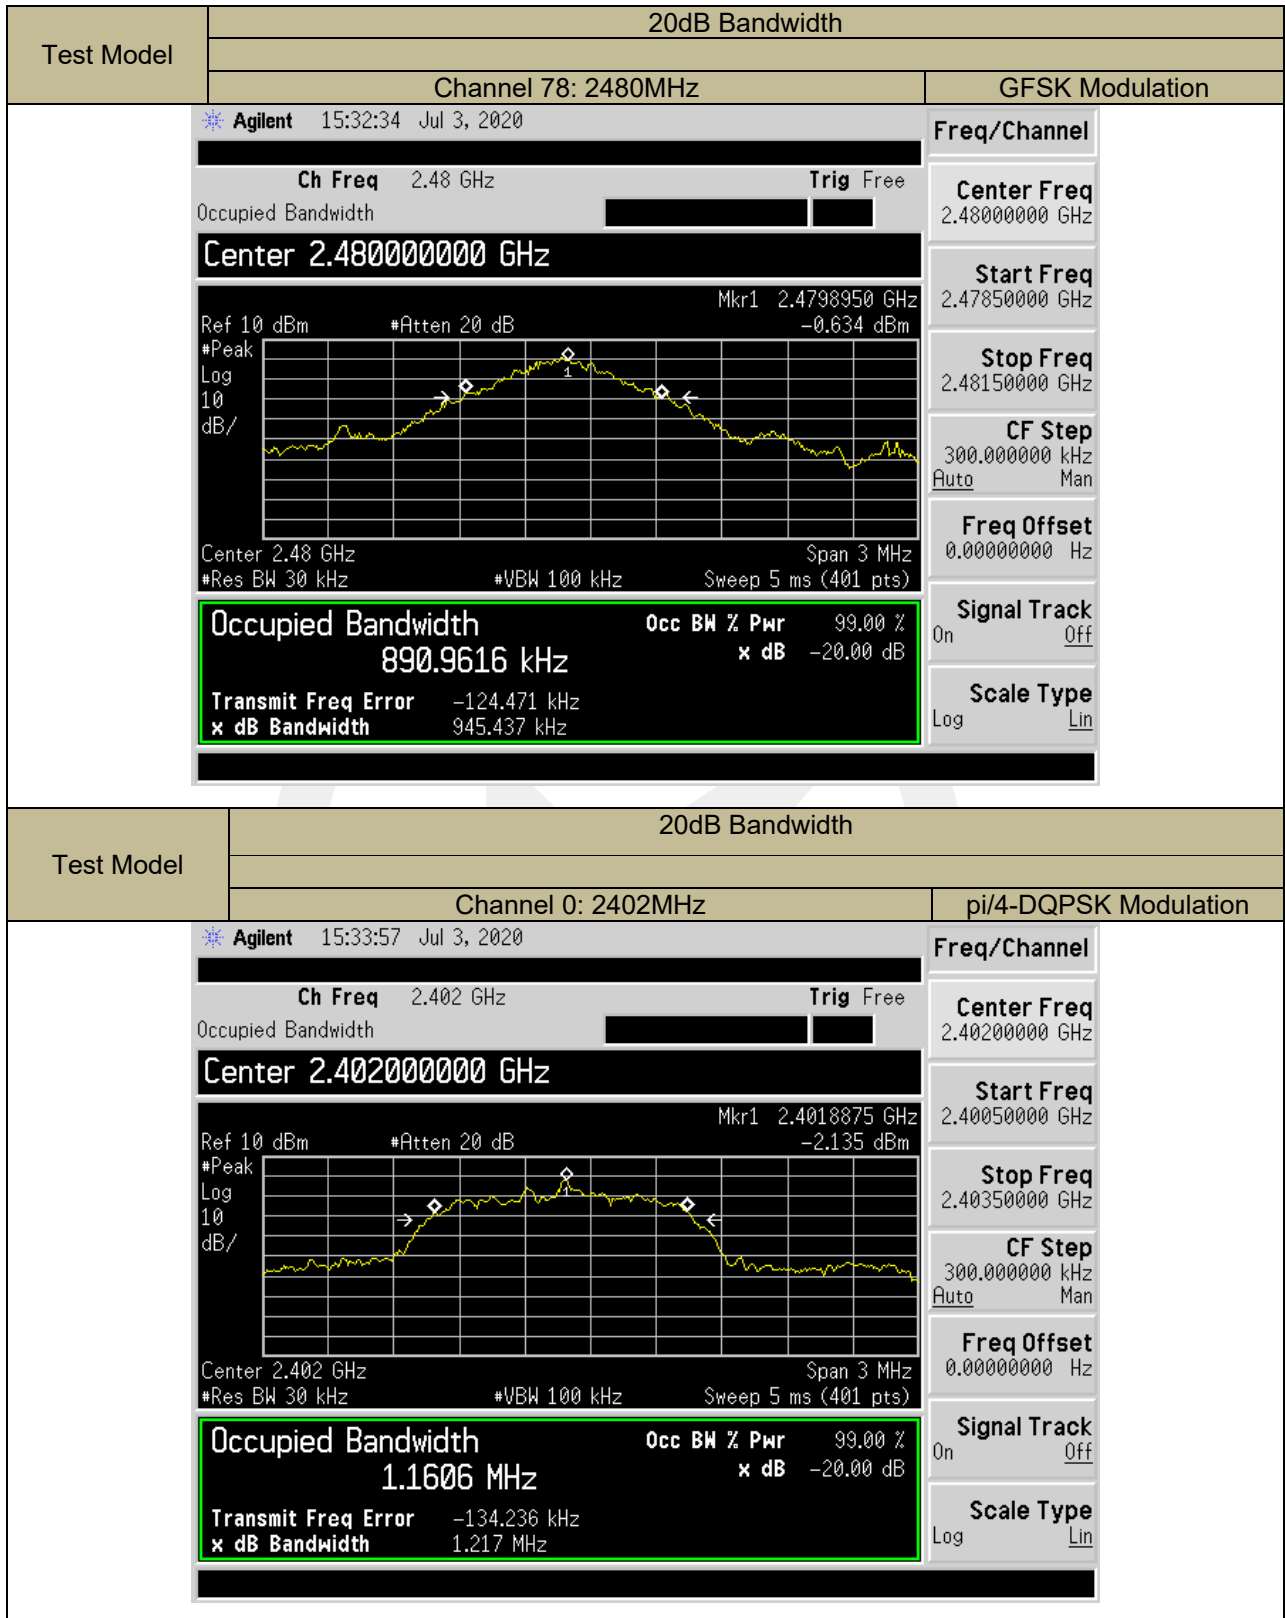 Test Model
20dB Bandwidth
Channel 78: 2480MHz GFSK Modulation
Agilent 15:32:34 Jul 3, 2020
Freq/Channel
Ch Freq 2.48 GHz Trig Free
Occupied Bandwidth
Center Freq
2.48000000 GHz
Center 2.480000000 GHz
Start Freq
2.47850000 GHz
Mkr1 2.4798950 GHz
Ref 10 dBm #Atten 20 dB -0.634 dBm
#Peak
Log
10
dB/
1
Stop Freq
2.48150000 GHz
CF Step
300.000000 kHz
Auto Man
Freq Offset
0.00000000 Hz
Center 2.48 GHz Span 3 MHz
#Res BW 30 kHz #VBW 100 kHz Sweep 5 ms (401 pts)
Signal Track
On Off
Occupied Bandwidth Occ BW % Pwr 99.00 %
890.9616 kHz x dB -20.00 dB
Transmit Freq Error -124.471 kHz
x dB Bandwidth 945.437 kHz
Scale Type
Log Lin
Test Model
20dB Bandwidth
Channel 0: 2402MHz pi/4-DQPSK Modulation
Agilent 15:33:57 Jul 3, 2020
Freq/Channel
Ch Freq 2.402 GHz Trig Free
Occupied Bandwidth
Center Freq
2.40200000 GHz
Center 2.402000000 GHz
Start Freq
2.40050000 GHz
Mkr1 2.4018875 GHz
Ref 10 dBm #Atten 20 dB -2.135 dBm
#Peak
Log
10
dB/
1
Stop Freq
2.40350000 GHz
CF Step
300.000000 kHz
Auto Man
Freq Offset
0.00000000 Hz
Center 2.402 GHz Span 3 MHz
#Res BW 30 kHz #VBW 100 kHz Sweep 5 ms (401 pts)
Signal Track
On Off
Occupied Bandwidth Occ BW % Pwr 99.00 %
1.1606 MHz x dB -20.00 dB
Transmit Freq Error -134.236 kHz
x dB Bandwidth 1.217 MHz
Scale Type
Log Lin